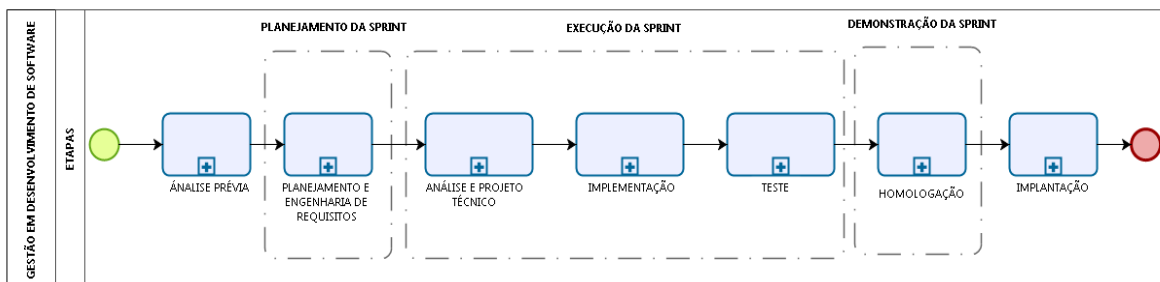 GESTÃO EM DESENVOLVIMENTO DE SOFTWARE
ETAPAS
PLANEJAMENTO DA SPRINT
EXECUÇÃO DA SPRINT
DEMONSTRAÇÃO DA SPRINT
ÁNALISE PRÉVIA
PLANEJAMENTO E
ENGENHARIA DE
REQUISITOS
ANÁLISE E PROJETO
TÉCNICO
IMPLEMENTAÇÃO
TESTE
HOMOLOGAÇÃO
IMPLANTAÇÃO